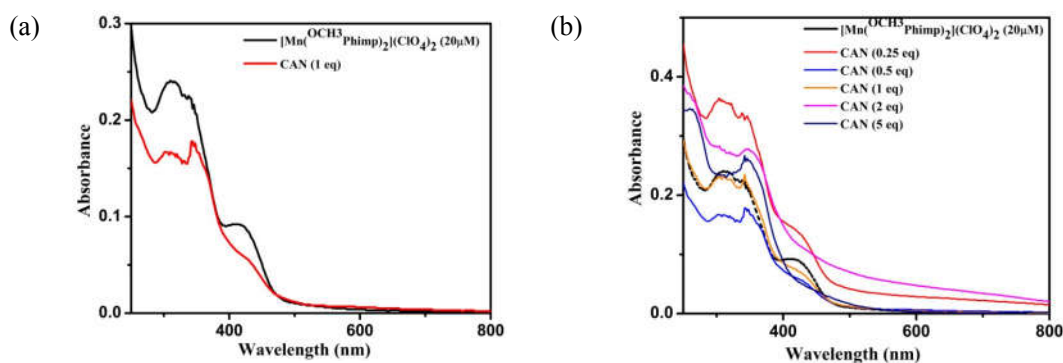 (a)
0.3
0.2
0.1
0.0
Absorbance
400
600
800
Wavelength (nm)
[Mn(OCH3Phimp)2](ClO4)2 (20μM)
CAN (1 eq)
(b)
0.4
0.2
0.0
Absorbance
400
600
800
Wavelength (nm)
[Mn(OCH3Phimp)2](ClO4)2 (20μM)
CAN (0.25 eq)
CAN (0.5 eq)
CAN (1 eq)
CAN (2 eq)
CAN (5 eq)